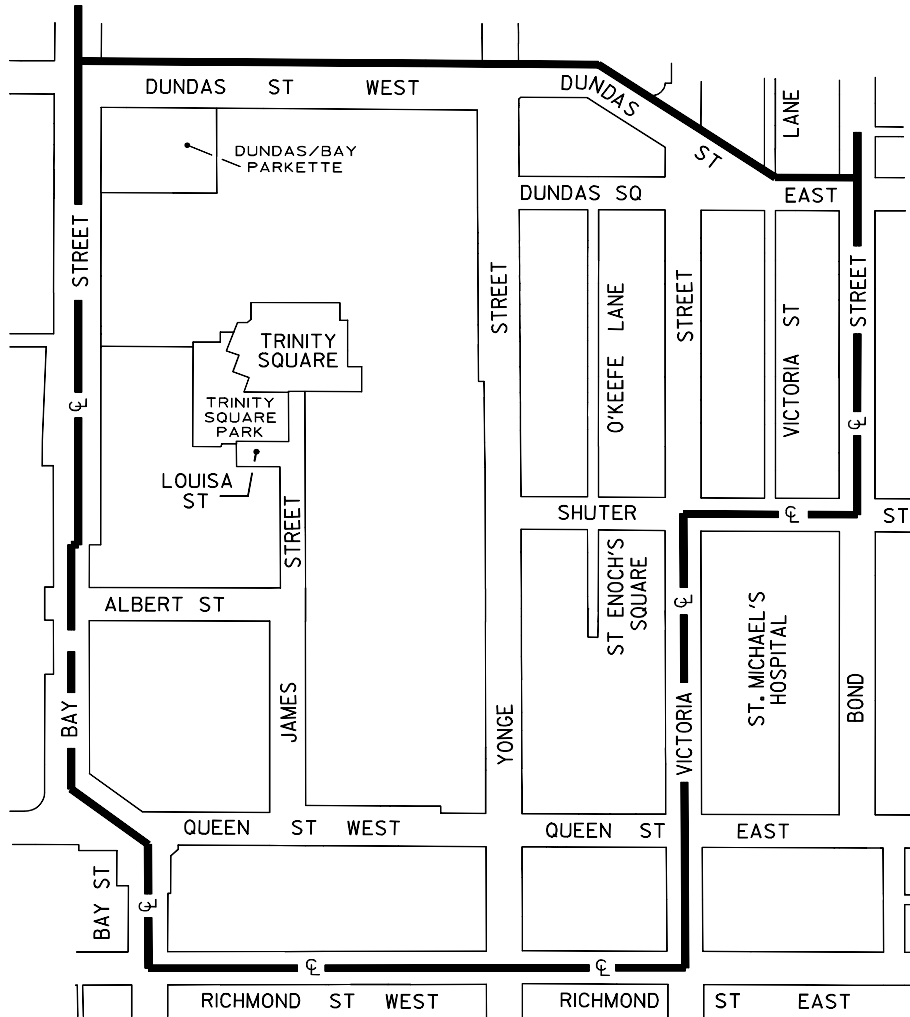 DUNDAS ST WEST
DUNDAS ST EAST
LANE
DUNDAS/BAY
PARKETTE
DUNDAS SQ
STREET
STREET
O'KEEFE LANE
STREET
VICTORIA ST
STREET
TRINITY
SQUARE
℄
TRINITY
SQUARE
PARK
℄
LOUISA
ST
STREET
SHUTER
℄
ST
ST ENOCH'S
SQUARE
℄
ALBERT ST
ST. MICHAEL'S
HOSPITAL
BAY
JAMES
YONGE
VICTORIA
BOND
QUEEN ST WEST
QUEEN ST EAST
BAY ST
℄
℄
℄
RICHMOND ST WEST
RICHMOND ST EAST